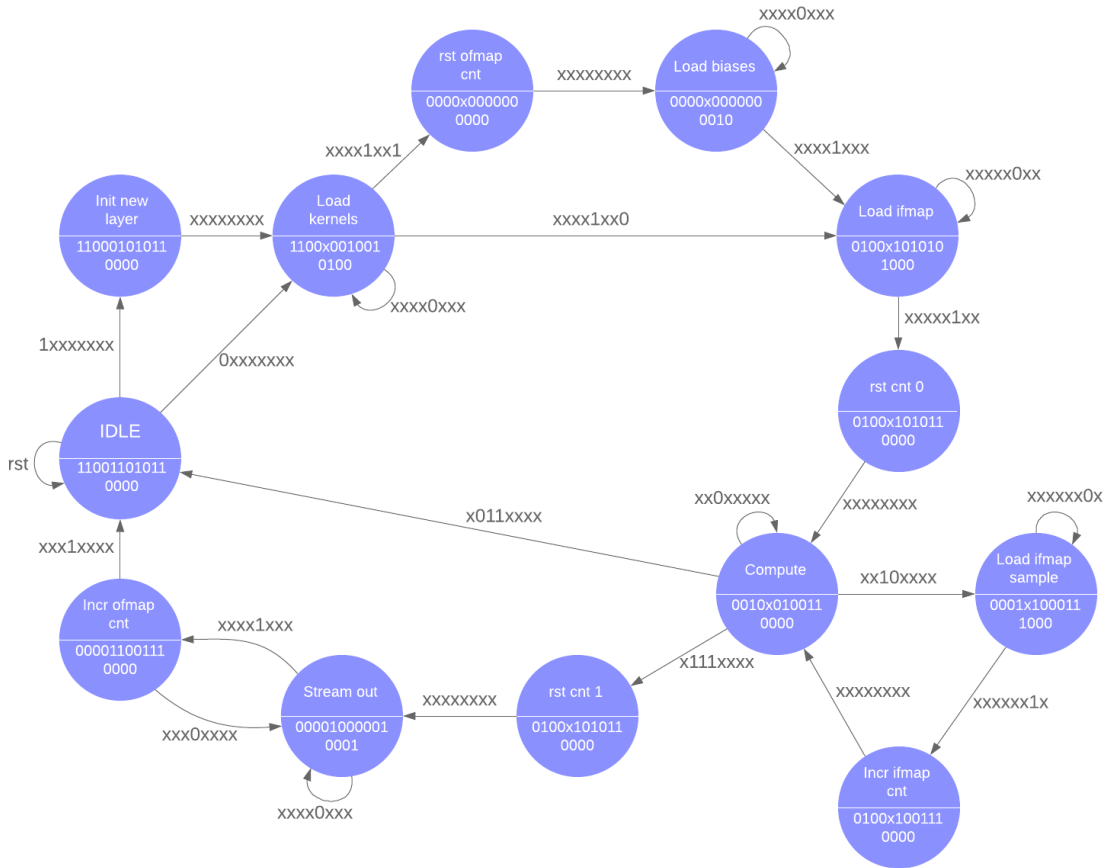 xxxx0xxx
rst ofmap
cnt
0000x000000
0000
xxxxxxxx
Load biases
0000x000000
0010
xxxx1xx1
xxxx1xxx
xxxxx0xx
Init new
layer
11000101011
0000
xxxxxxxx
Load
kernels
1100x001001
0100
xxxx1xx0
Load ifmap
0100x101010
1000
xxxx0xxx
xxxxx1xx
1xxxxxxx
0xxxxxxx
rst cnt 0
0100x101011
0000
IDLE
11001101011
0000
rst
xxxxxxxx
x011xxxx
xx0xxxxx
xxxxxx0x
xxx1xxxx
Compute
0010x010011
0000
xx10xxxx
Load ifmap
sample
0001x100011
1000
Incr ofmap
cnt
00001100111
0000
xxxx1xxx
x111xxxx
xxxxxxxx
xxxxxx1x
Stream out
00001000001
0001
xxxxxxxx
rst cnt 1
0100x101011
0000
xxx0xxxx
xxxx0xxx
Incr ifmap
cnt
0100x100111
0000